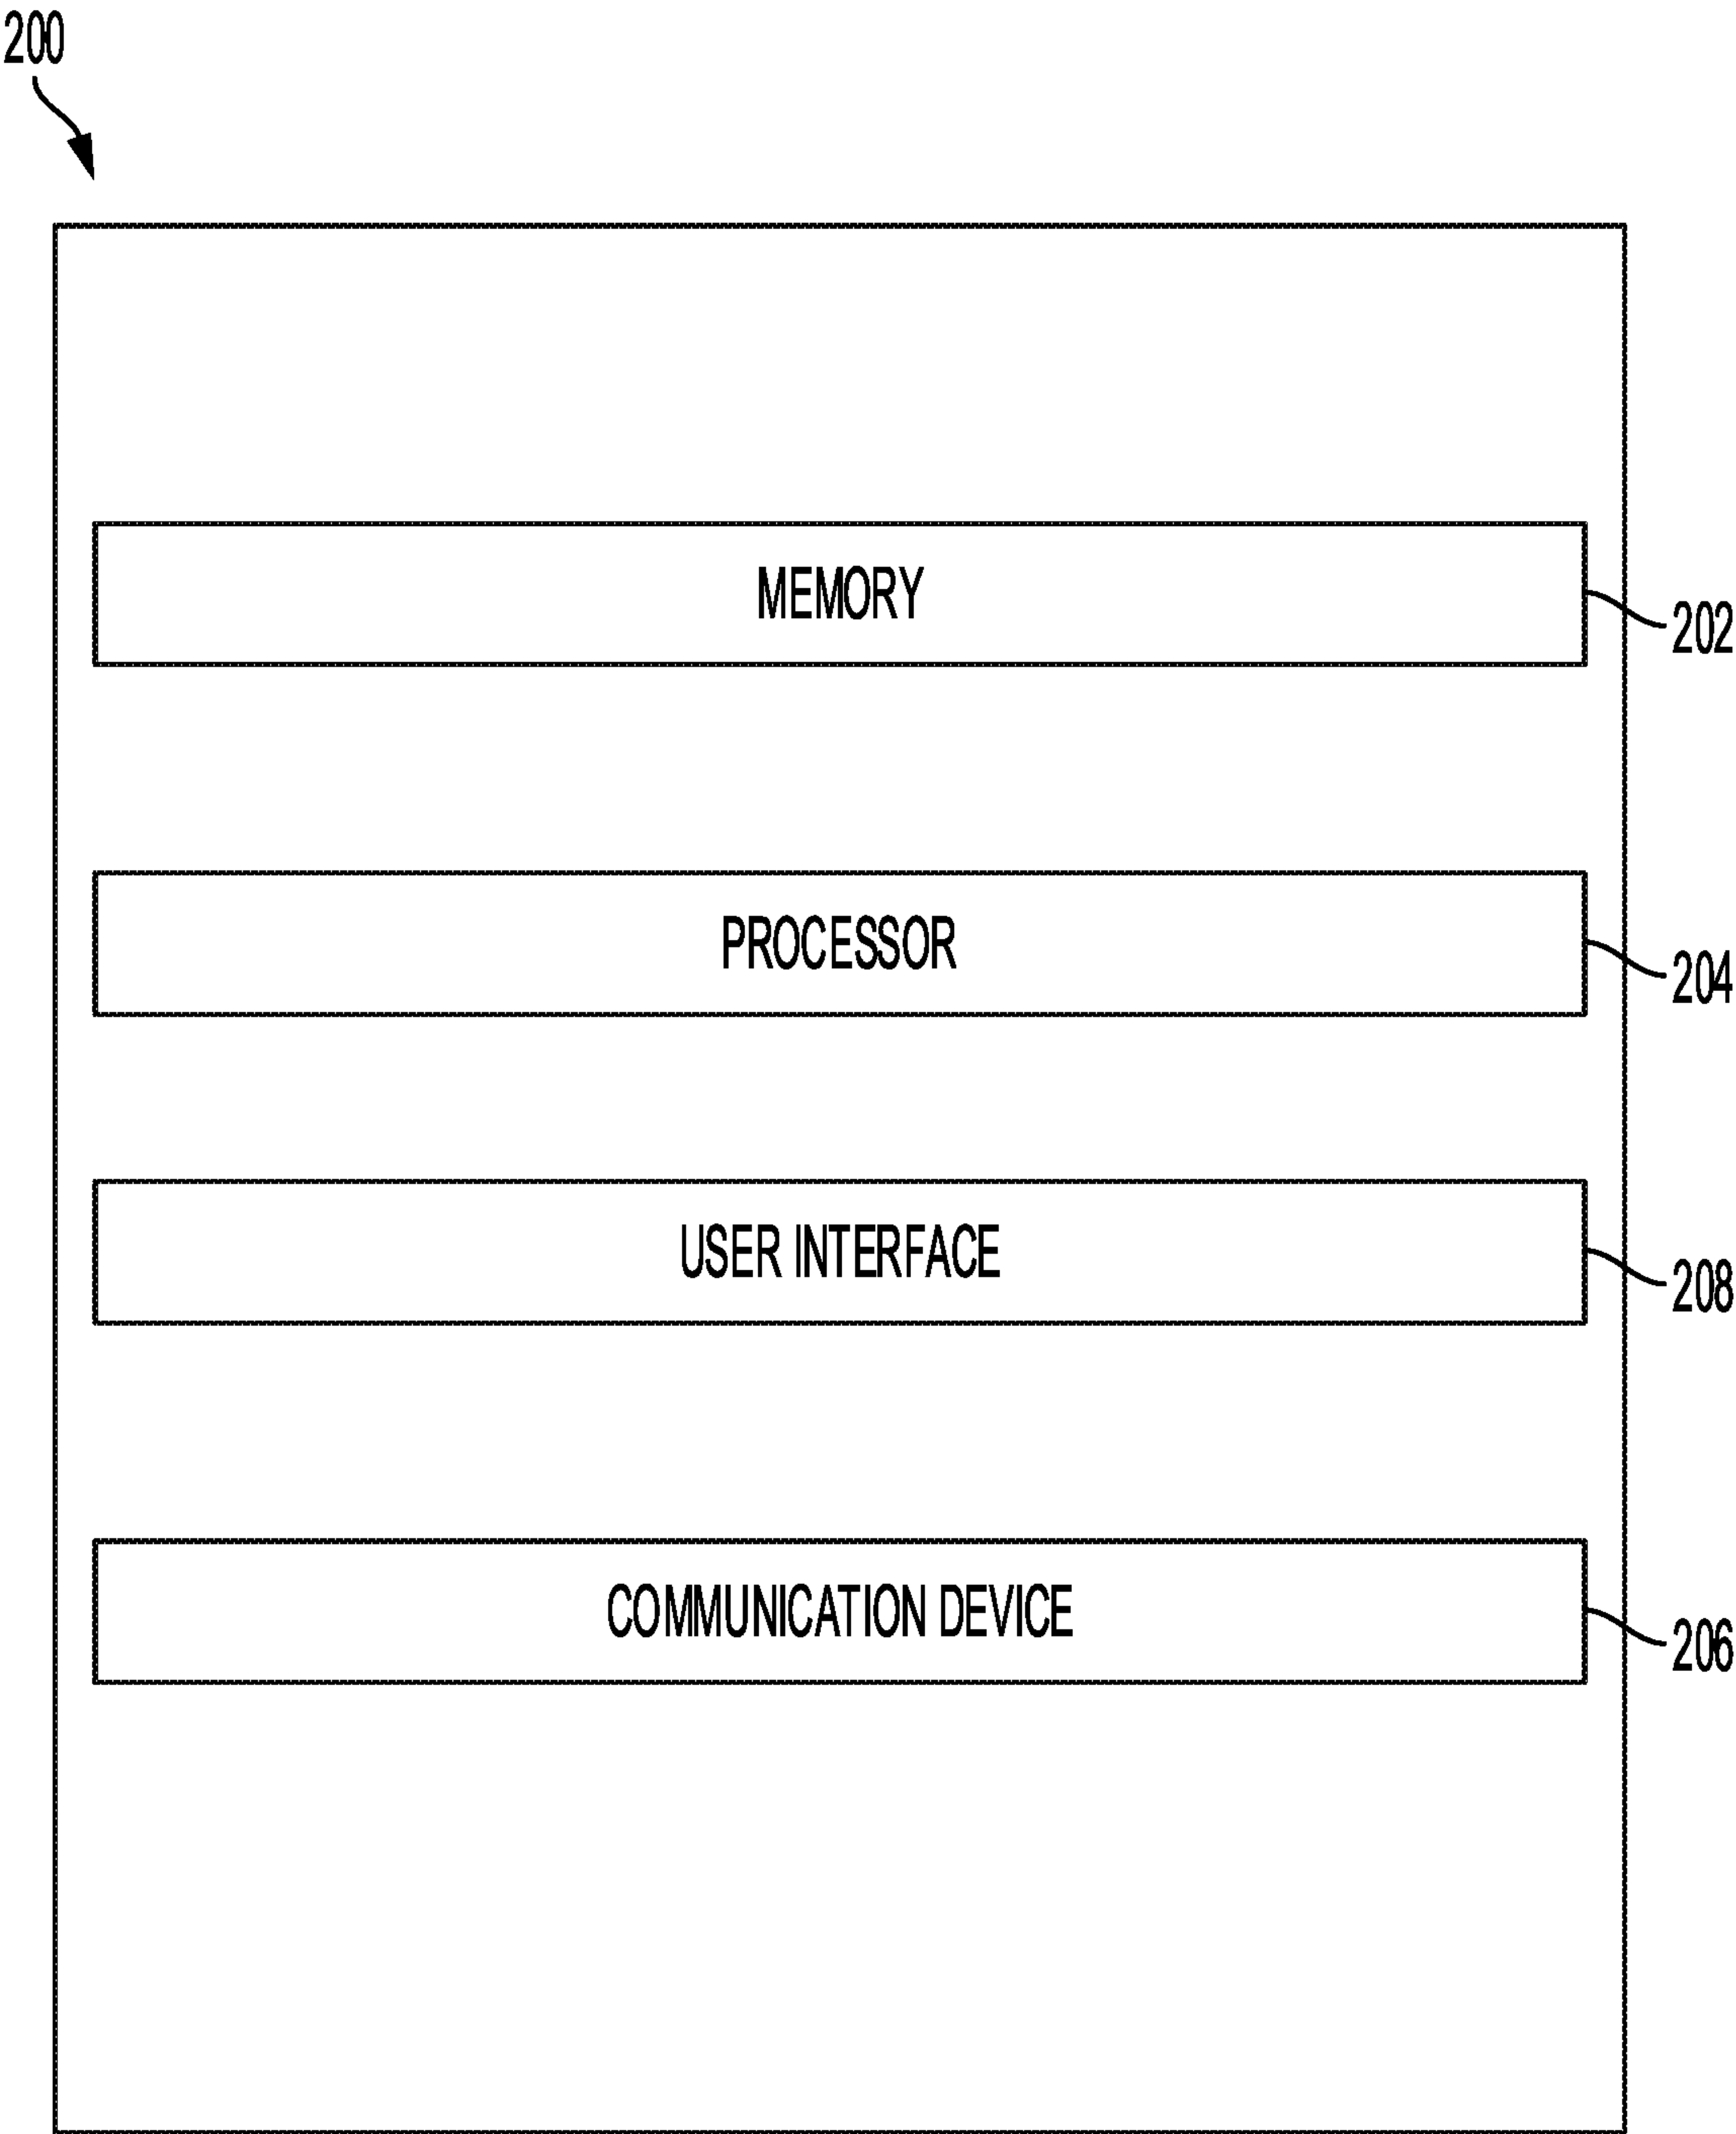 200
MEMORY
202
PROCESSOR
204
USER INTERFACE
208
COMMUNICATION DEVICE
206